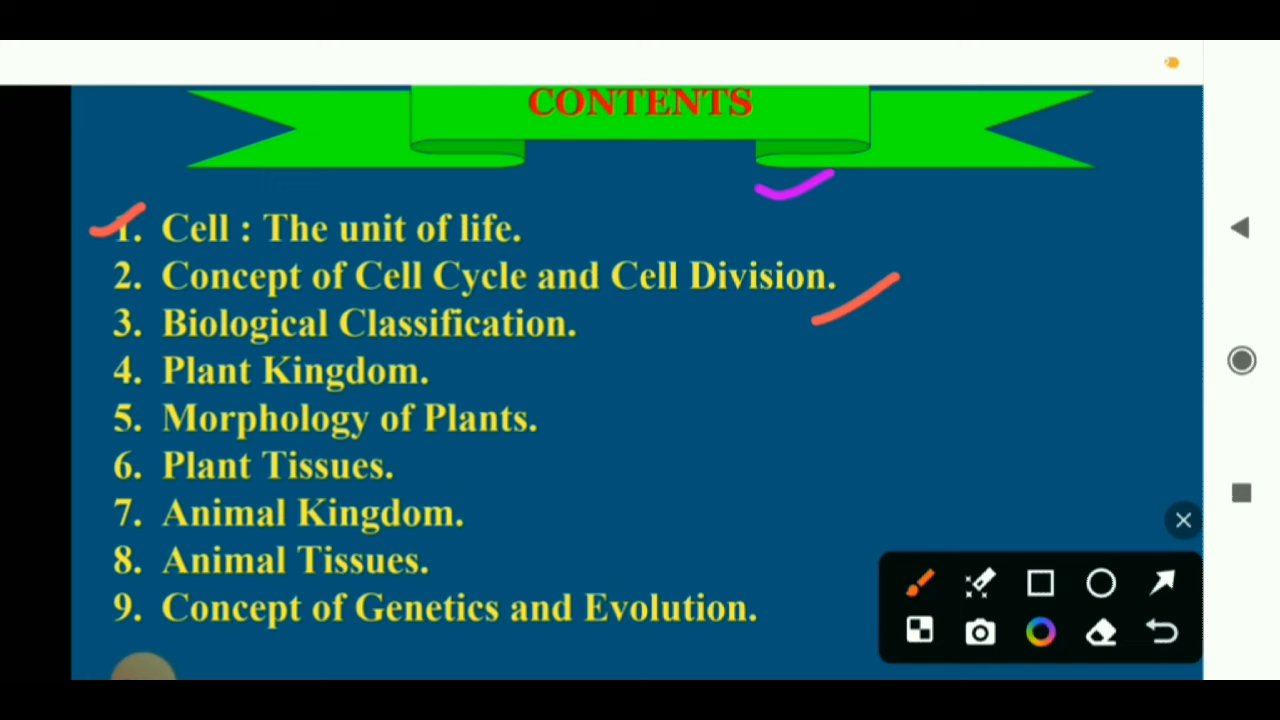 CONTENTS
1. Cell : The unit of life.
2. Concept of Cell Cycle and Cell Division.
3. Biological Classification.
4. Plant Kingdom.
5. Morphology of Plants.
6. Plant Tissues.
7. Animal Kingdom.
8. Animal Tissues.
9. Concept of Genetics and Evolution.